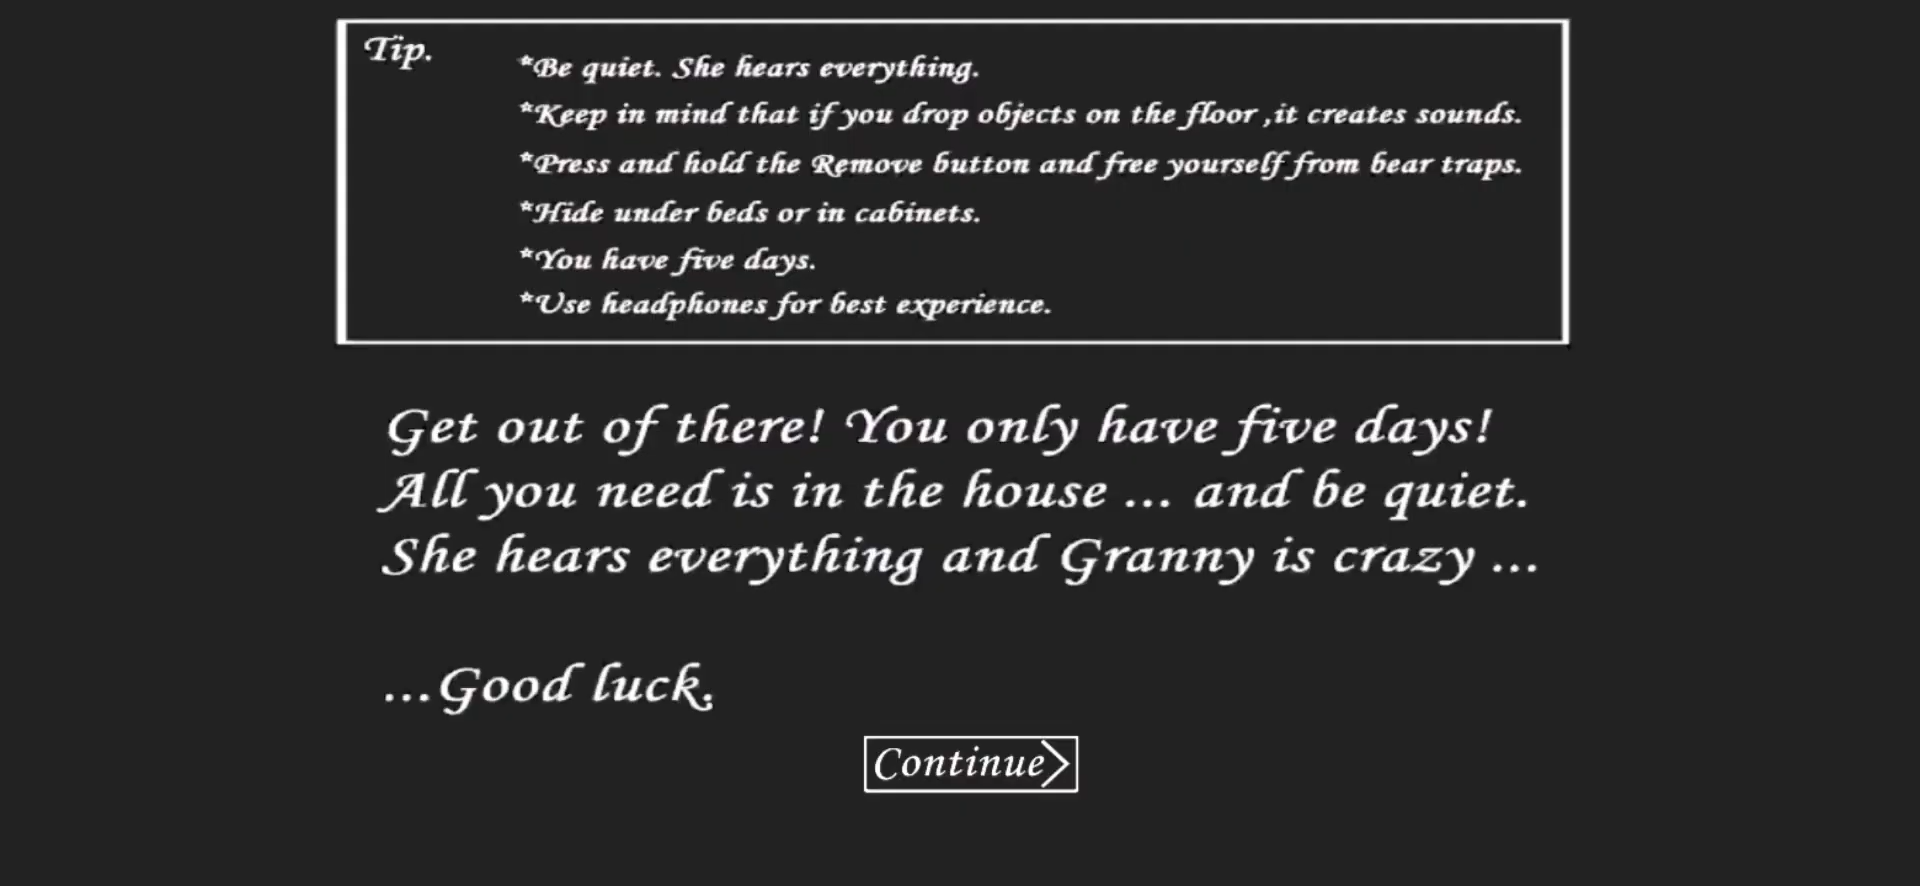 Tip.
*Be quiet. She hears everything.
*Keep in mind that if you drop objects on the floor ,it creates sounds.
*Press and hold the Remove button and free yourself from bear traps.
*Hide under beds or in cabinets.
*You have five days.
*Use headphones for best experience.
Get out of there! You only have five days!
All you need is in the house ... and be quiet.
She hears everything and Granny is crazy ...
...Good luck.
Continue>